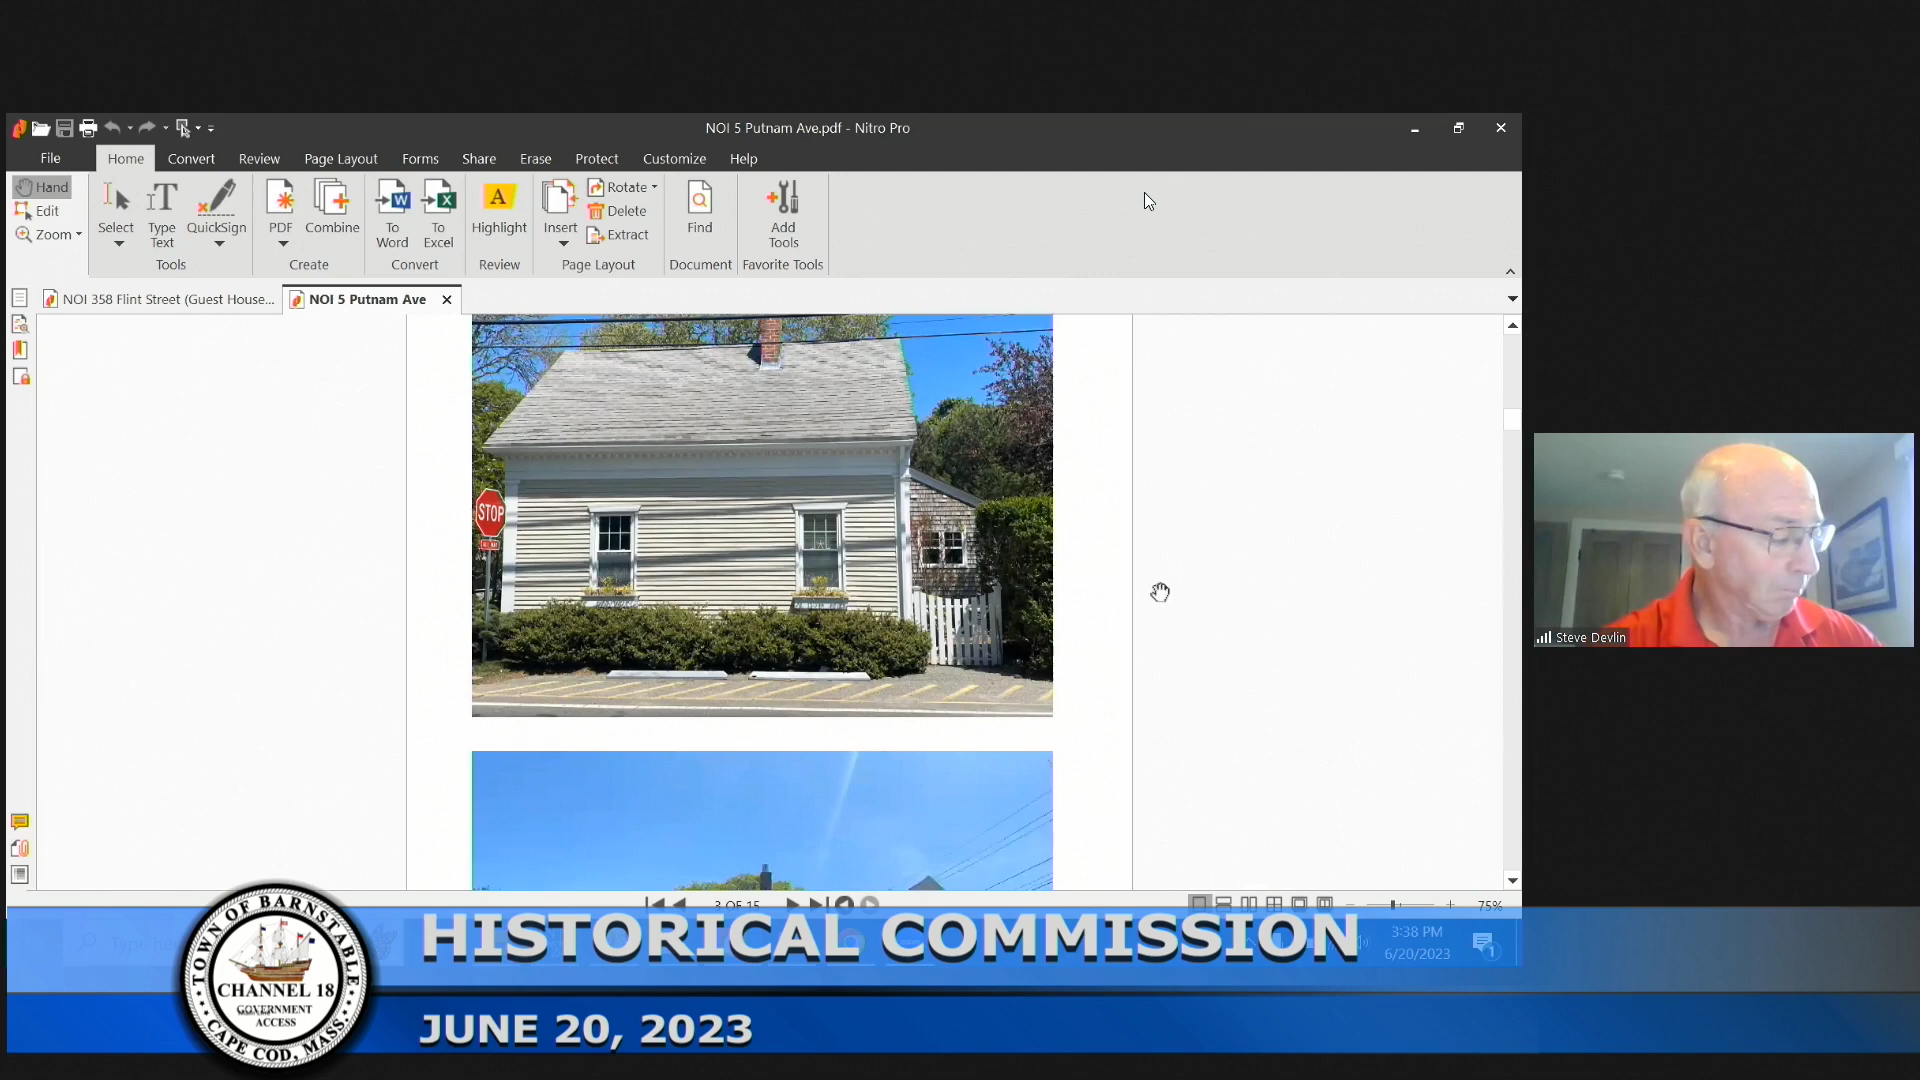 NOI 5 Putnam Ave.pdf - Nitro Pro
File Home Convert Review Page Layout Forms Share Erase Protect Customize Help
Hand
Edit
Zoom
Select
Type Text
QuickSign
Tools
PDF
Combine
Create
To Word
To Excel
Convert
A
Highlight
Review
Insert
Rotate
Delete
Extract
Page Layout
Find
Document
Add Tools
Favorite Tools
NOI 358 Flint Street (Guest House...
NOI 5 Putnam Ave
STOP
Steve Devlin
3 OF 15
75%
3:38 PM
6/20/2023
1
HISTORICAL COMMISSION
JUNE 20, 2023
TOWN OF BARNSTABLE
CHANNEL 18
GOVERNMENT
ACCESS
CAPE COD, MASS.